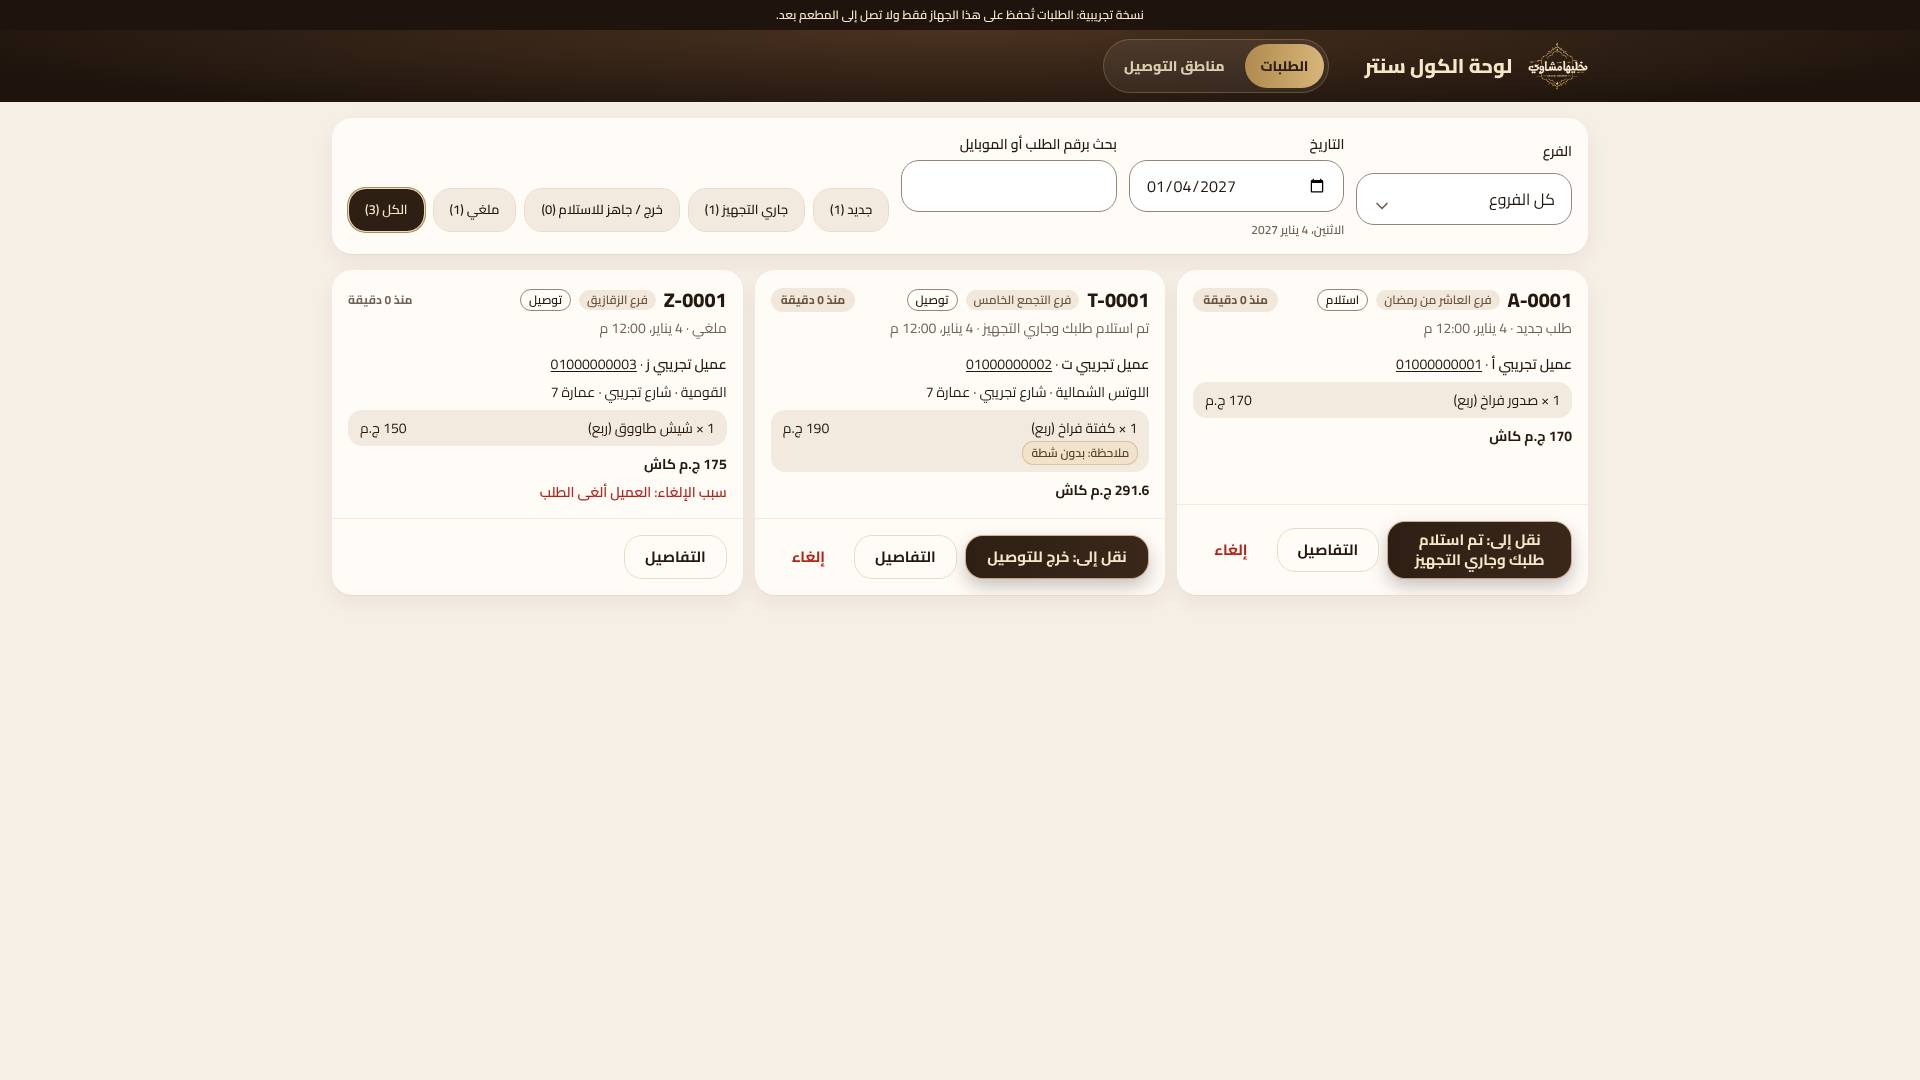 نسخة تجريبية: الطلبات تُحفظ على هذا الجهاز فقط ولا تصل إلى المطعم بعد.
خليها مشاوي
لوحة الكول سنتر
الطلبات
مناطق التوصيل
الفرع
كل الفروع
التاريخ
01/04/2027
الاثنين، 4 يناير 2027
بحث برقم الطلب أو الموبايل
جديد (1)
جاري التجهيز (1)
خرج / جاهز للاستلام (0)
ملغي (1)
الكل (3)
A-0001 فرع العاشر من رمضان استلام منذ 0 دقيقة
طلب جديد · 4 يناير، 12:00 م
عميل تجريبي أ · 01000000001
1 × صدور فراخ (ربع) 170 ج.م
170 ج.م كاش
نقل إلى: تم استلام
طلبك وجاري التجهيز
التفاصيل
إلغاء
T-0001 فرع التجمع الخامس توصيل منذ 0 دقيقة
تم استلام طلبك وجاري التجهيز · 4 يناير، 12:00 م
عميل تجريبي ت · 01000000002
اللوتس الشمالية · شارع تجريبي · عمارة 7
1 × كفتة فراخ (ربع) 190 ج.م
ملاحظة: بدون شطة
291.6 ج.م كاش
نقل إلى: خرج للتوصيل
التفاصيل
إلغاء
Z-0001 فرع الزقازيق توصيل منذ 0 دقيقة
ملغي · 4 يناير، 12:00 م
عميل تجريبي ز · 01000000003
القومية · شارع تجريبي · عمارة 7
1 × شيش طاووق (ربع) 150 ج.م
175 ج.م كاش
سبب الإلغاء: العميل ألغى الطلب
التفاصيل